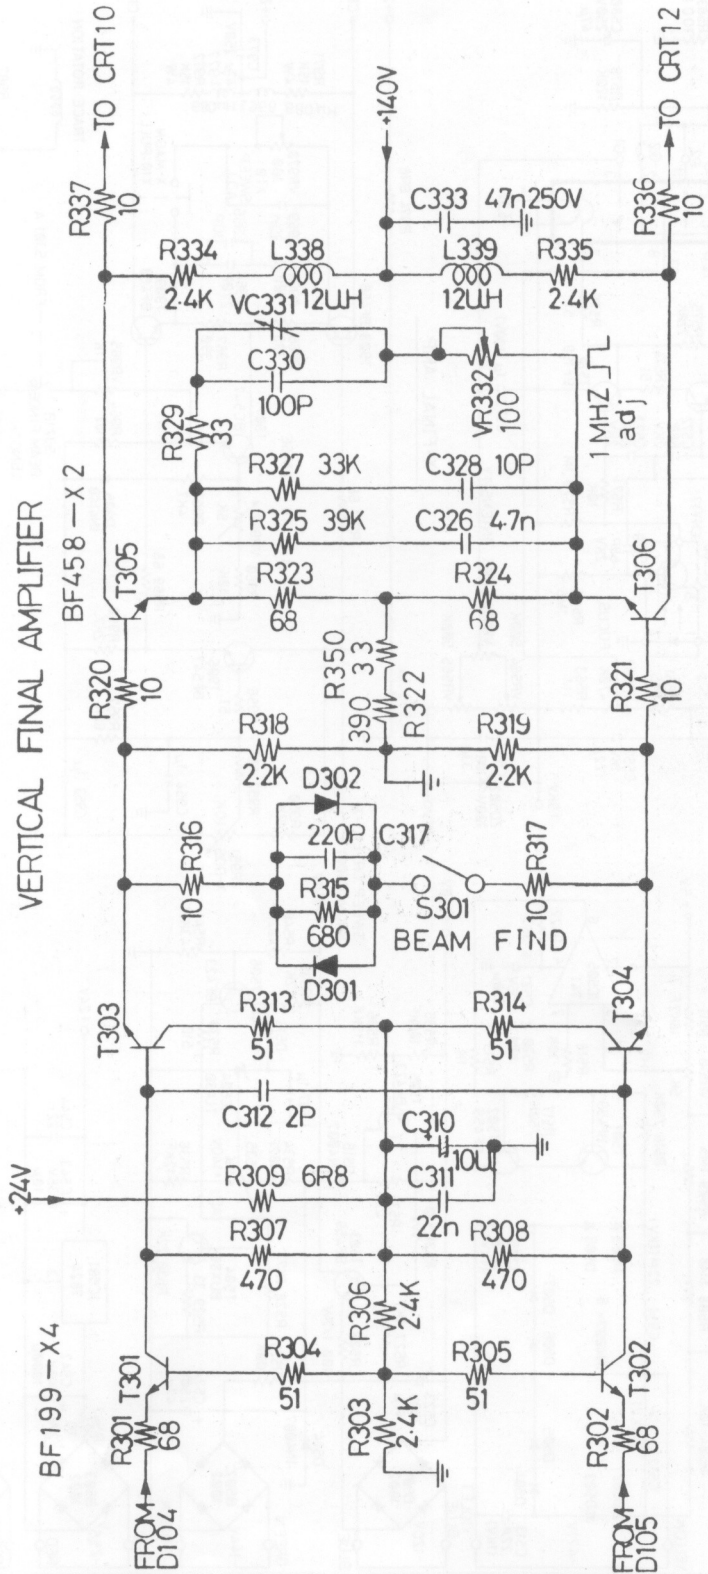 VERTICAL FINAL AMPLIFIER
BF199-X4
BF458-X2
FROM
D104
R301
68
T301
+24V
R304
51
R303
2·4K
R305
51
R306
2·4K
R307
470
R308
470
R309 6R8
C311
22n
C310
+
10U
C312 2P
T302
R302
68
FROM
D105
T303
R313
51
R314
51
T304
R316
10
D302
220P
C317
R315
680
D301
S301
BEAM FIND
R317
10
R318
2·2K
R319
2·2K
R320
10
R350
33
390
R322
R321
10
T305
R323
68
R324
68
T306
R325 39K
C326 4·7n
R327 33K
C328 10P
R329
33
VC331
C330
100P
VR332
100
1MHZ
adj
R334
2·4K
L338
12UH
L339
12UH
R335
2·4K
C333 47n250V
+140V
R337
10
TO CRT10
R336
10
TO CRT12